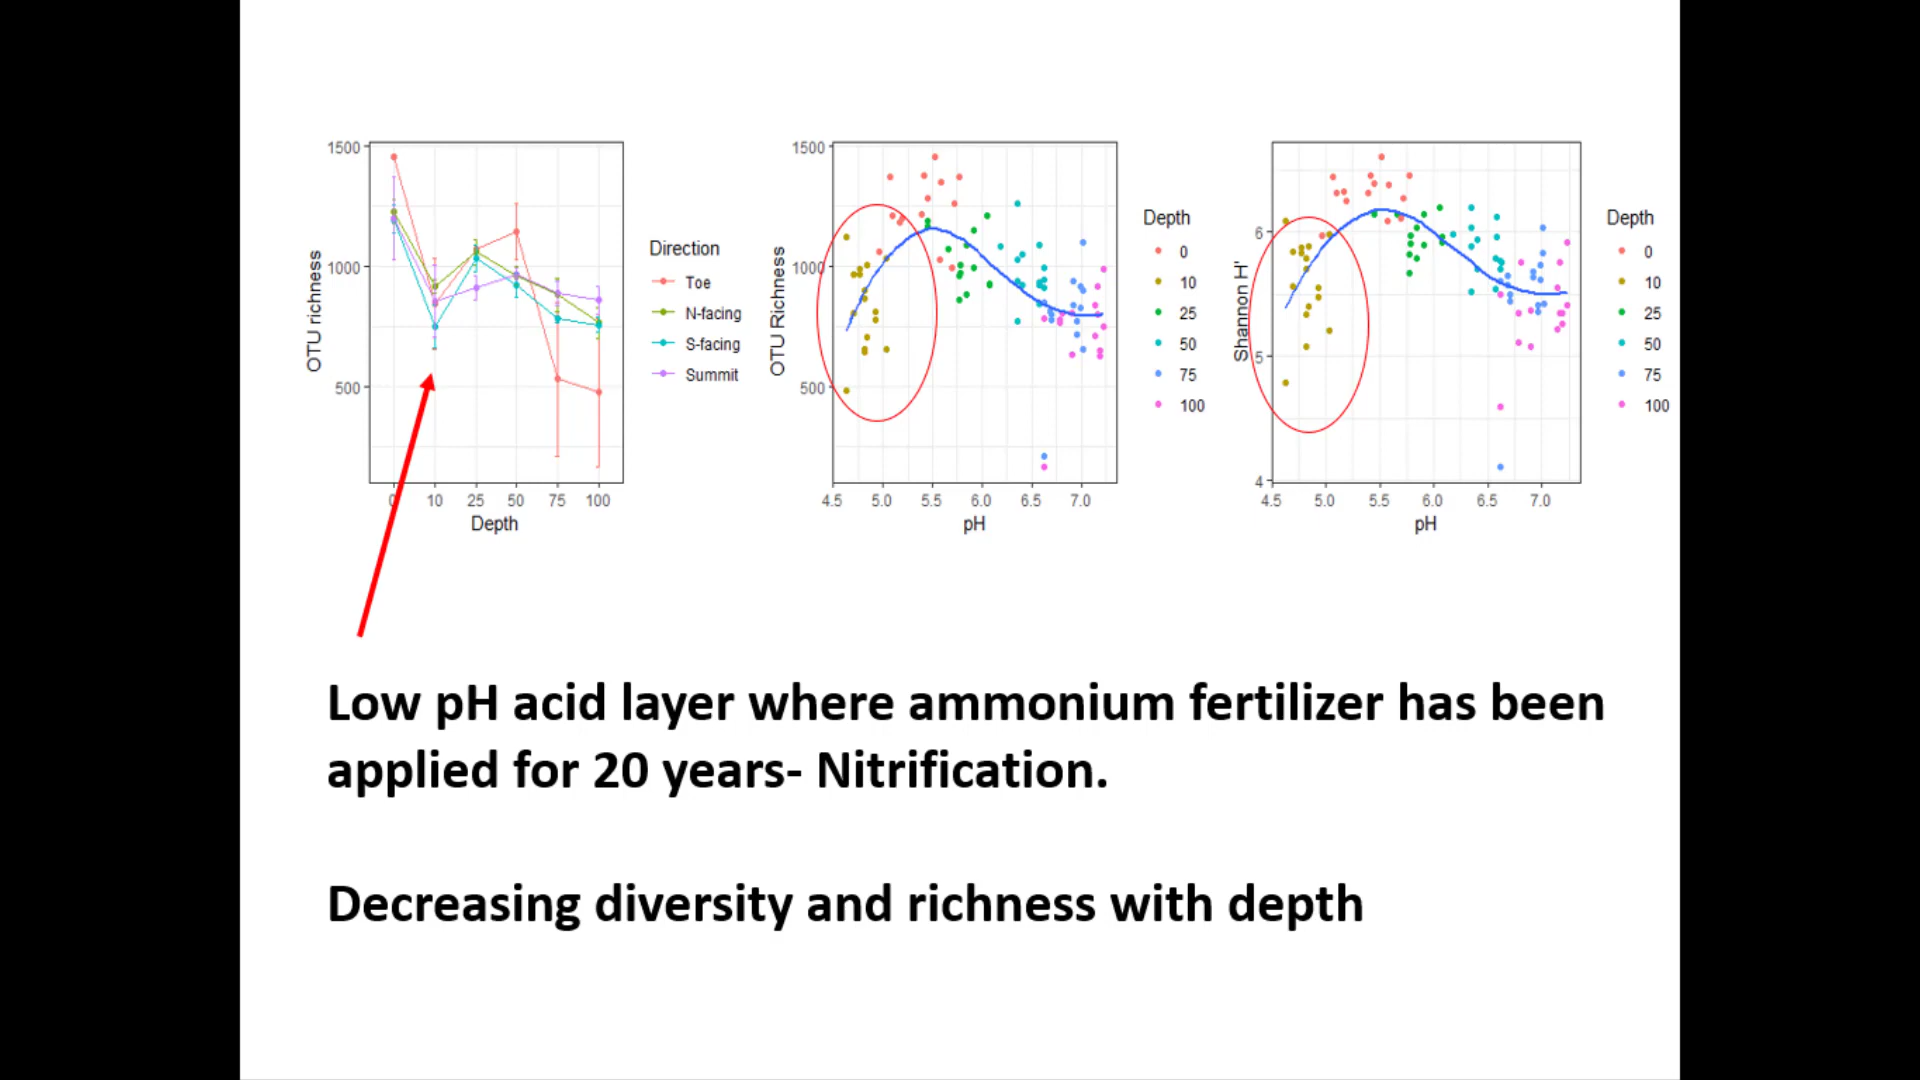 1500
1000
500
OTU richness
0 10 25 50 75 100
Depth
Direction
Toe
N-facing
S-facing
Summit
1500
1000
500
OTU Richness
4.5 5.0 5.5 6.0 6.5 7.0
pH
Depth
0
10
25
50
75
100
6
5
4
Shannon H'
4.5 5.0 5.5 6.0 6.5 7.0
pH
Depth
0
10
25
50
75
100
Low pH acid layer where ammonium fertilizer has been
applied for 20 years- Nitrification.
Decreasing diversity and richness with depth